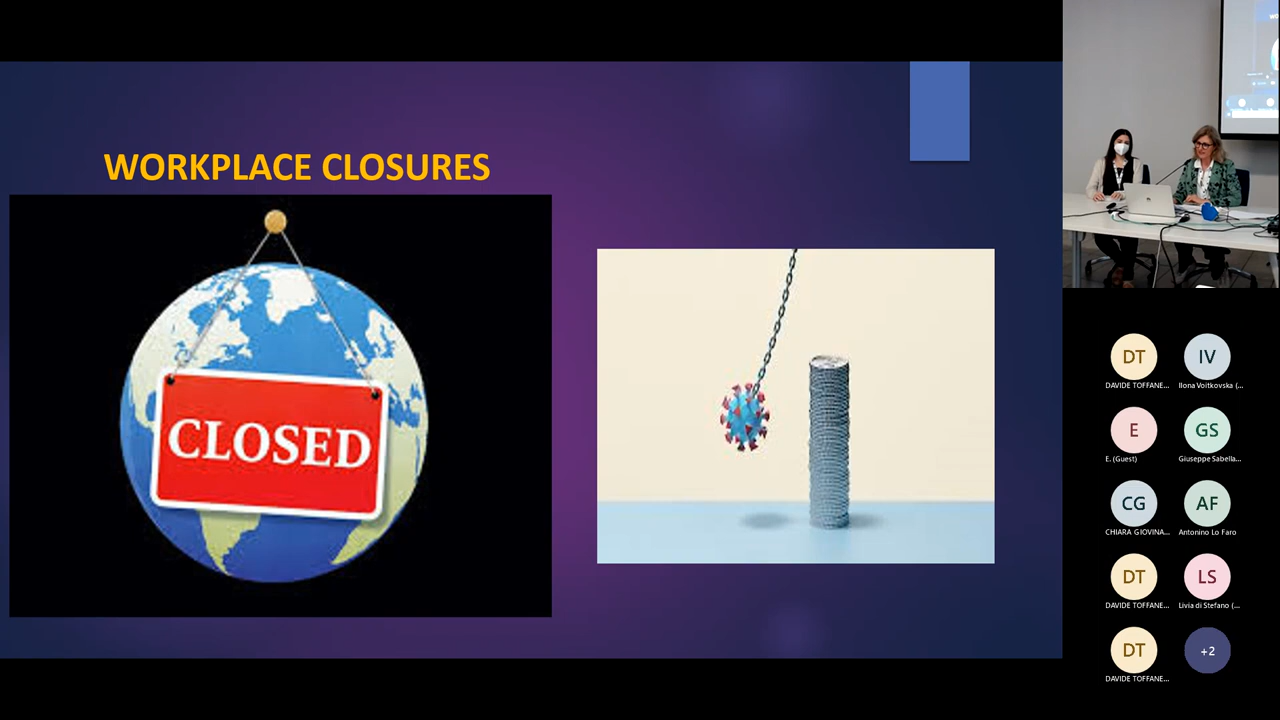 WORKPLACE CLOSURES
CLOSED
DT
DAVIDE TOFFANE...
IV
Ilona Voitkovska (...
E
E. (Guest)
GS
Giuseppe Sabella...
CG
CHIARA GIOVINA...
AF
Antonino Lo Faro
DT
DAVIDE TOFFANE...
LS
Livia di Stefano (...
DT
DAVIDE TOFFANE...
+2